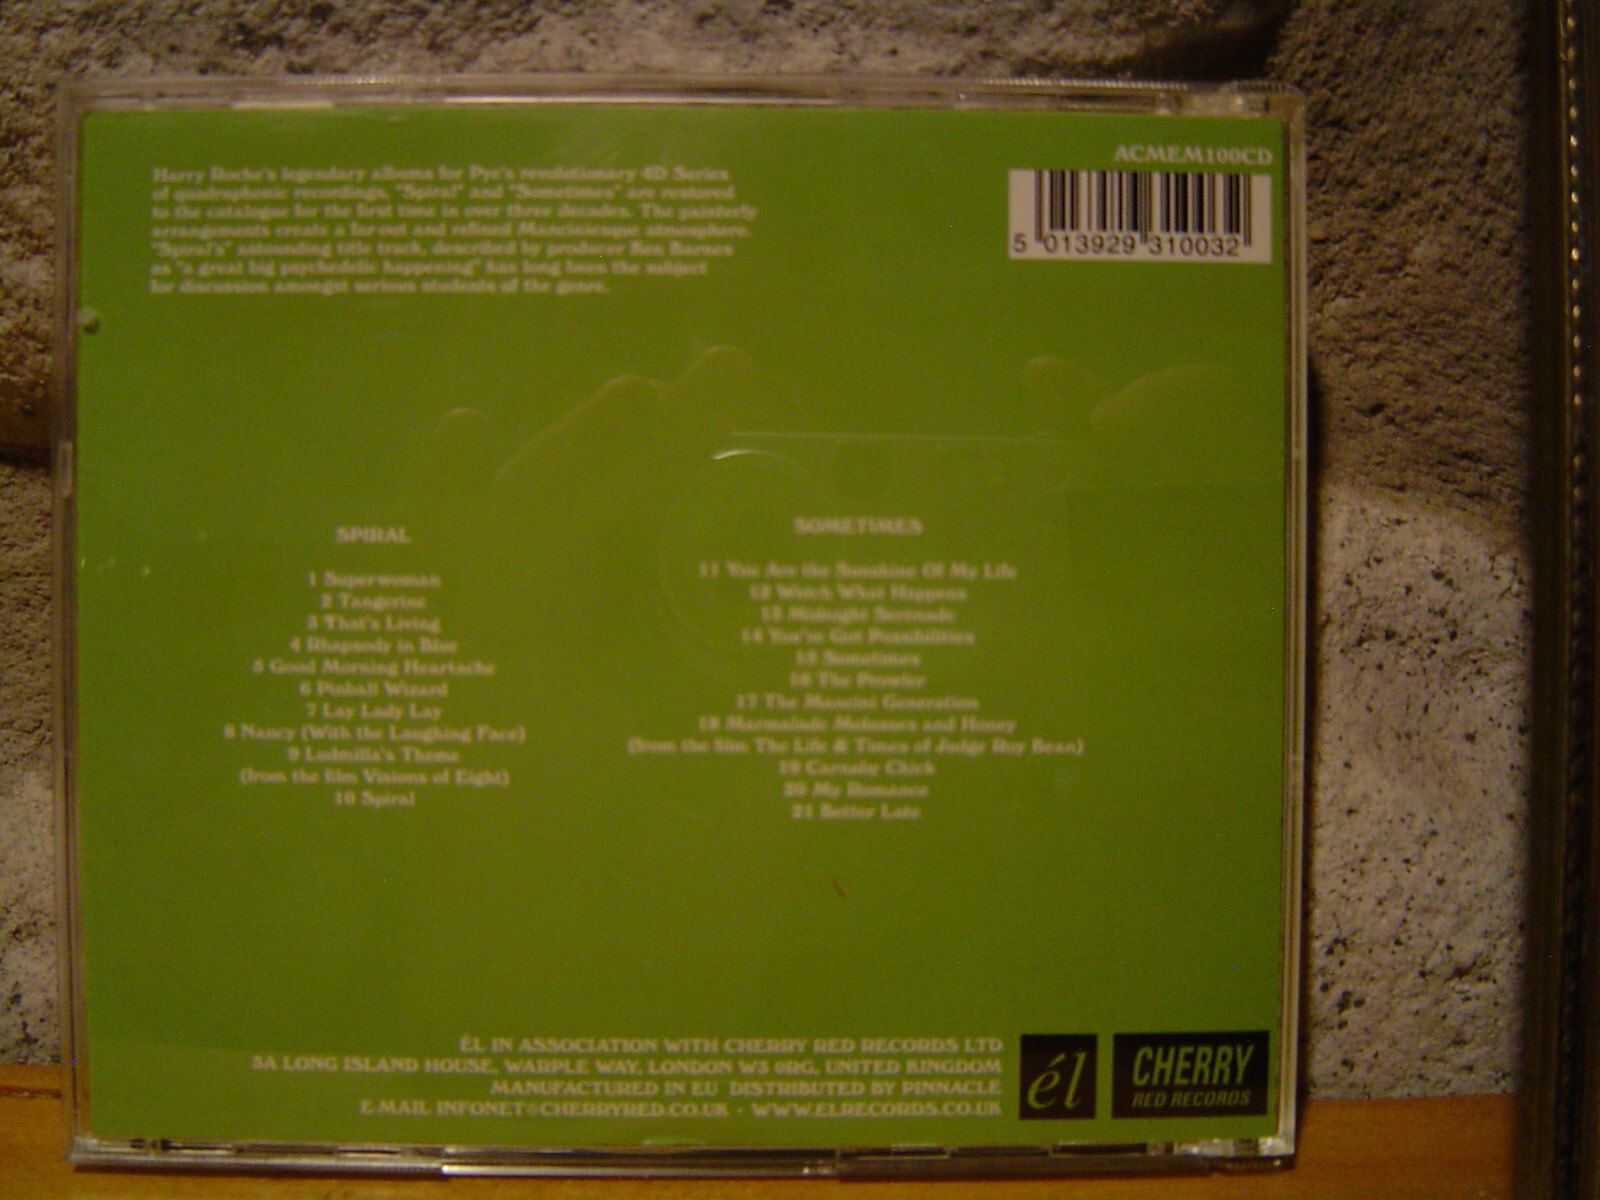 Harry Roche's legendary albums for Pye's revolutionary 4D Series
of quadraphonic recordings, "Spiral" and "Sometimes" are restored
to the catalogue for the first time in over three decades. The painterly
arrangements create a far-out and refined Manciniesque atmosphere.
"Spiral's" astounding title track, described by producer Ken Barnes
as "a great big psychedelic happening" has long been the subject
for discussion amongst serious students of the genre.
ACMEM100CD
5 013929 310032
SPIRAL
1 Superwoman
2 Tangerine
3 That's Living
4 Rhapsody in Blue
5 Good Morning Heartache
6 Pinball Wizard
7 Lay Lady Lay
8 Nancy (With the Laughing Face)
9 Ludmilla's Theme
(from the film Visions of Eight)
10 Spiral
SOMETIMES
11 You Are the Sunshine Of My Life
12 Watch What Happens
13 Midnight Serenade
14 You've Got Possibilities
15 Sometimes
16 The Prowler
17 The Mancini Generation
18 Marmalade Molasses and Honey
(from the film The Life & Times of Judge Roy Bean)
19 Carnaby Chick
20 My Romance
21 Better Late
ÉL IN ASSOCIATION WITH CHERRY RED RECORDS LTD
3A LONG ISLAND HOUSE, WARPLE WAY, LONDON W3 0RG, UNITED KINGDOM
MANUFACTURED IN EU DISTRIBUTED BY PINNACLE
E-MAIL INFONET@CHERRYRED.CO.UK · WWW.ELRECORDS.CO.UK
él
CHERRY
RED RECORDS